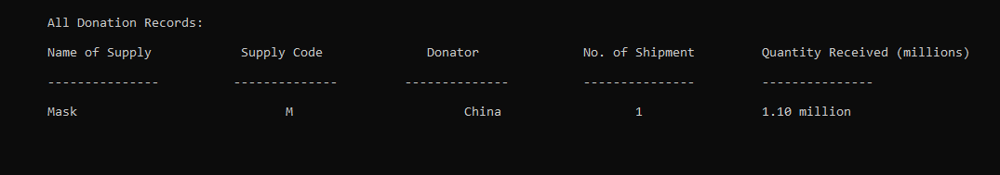 All Donation Records:
Name of Supply Supply Code Donator No. of Shipment Quantity Received (millions)
--------------- -------------- -------------- --------------- ---------------
Mask M China 1 1.10 million